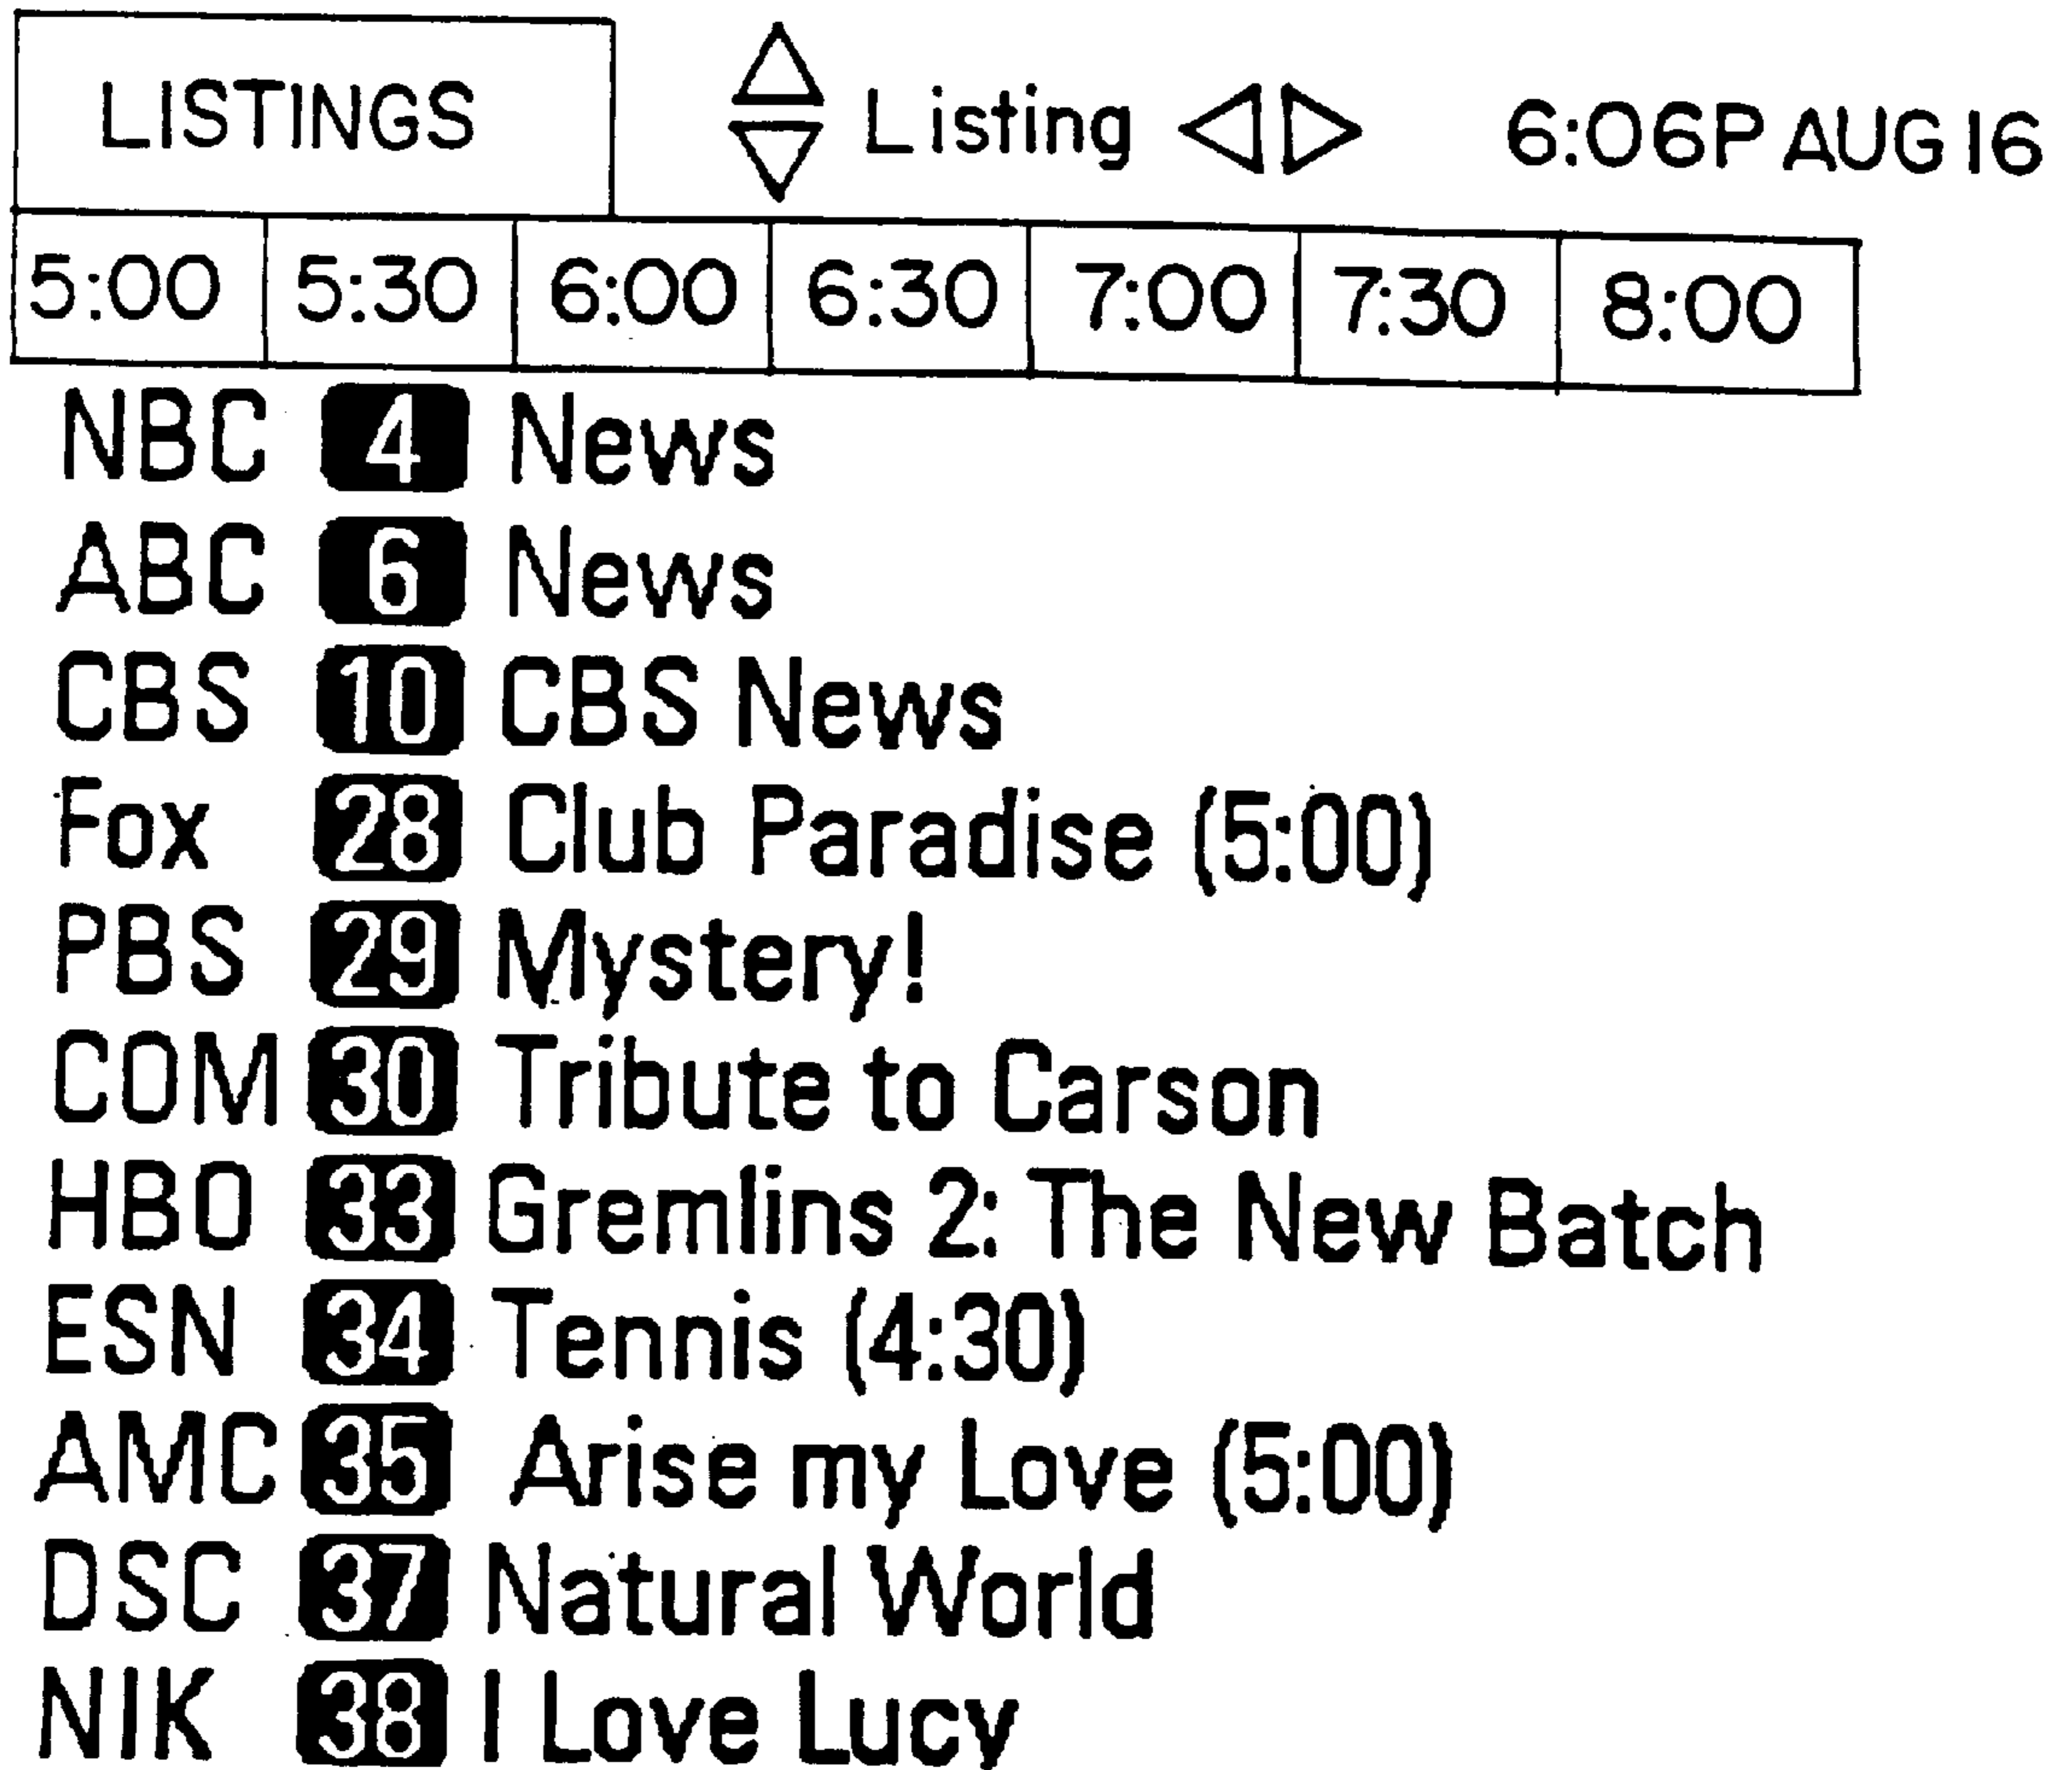 LISTINGS Listing 6:06P AUG 16
5:00 5:30 6:00 6:30 7:00 7:30 8:00
NBC 4 News
ABC 6 News
CBS 10 CBS News
Fox 28 Club Paradise (5:00)
PBS 29 Mystery!
COM 30 Tribute to Carson
HBO 33 Gremlins 2: The New Batch
ESN 34 Tennis (4:30)
AMC 35 Arise my Love (5:00)
DSC 37 Natural World
NIK 38 I Love Lucy